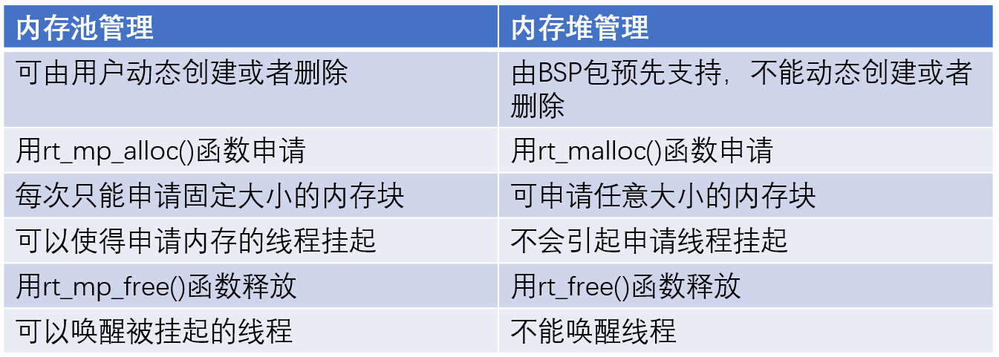 内存池管理
内存堆管理
可由用户动态创建或者删除
由BSP包预先支持，不能动态创建或者
删除
用rt_mp_alloc()函数申请
用rt_malloc()函数申请
每次只能申请固定大小的内存块
可申请任意大小的内存块
可以使得申请内存的线程挂起
不会引起申请线程挂起
用rt_mp_free()函数释放
用rt_free()函数释放
可以唤醒被挂起的线程
不能唤醒线程